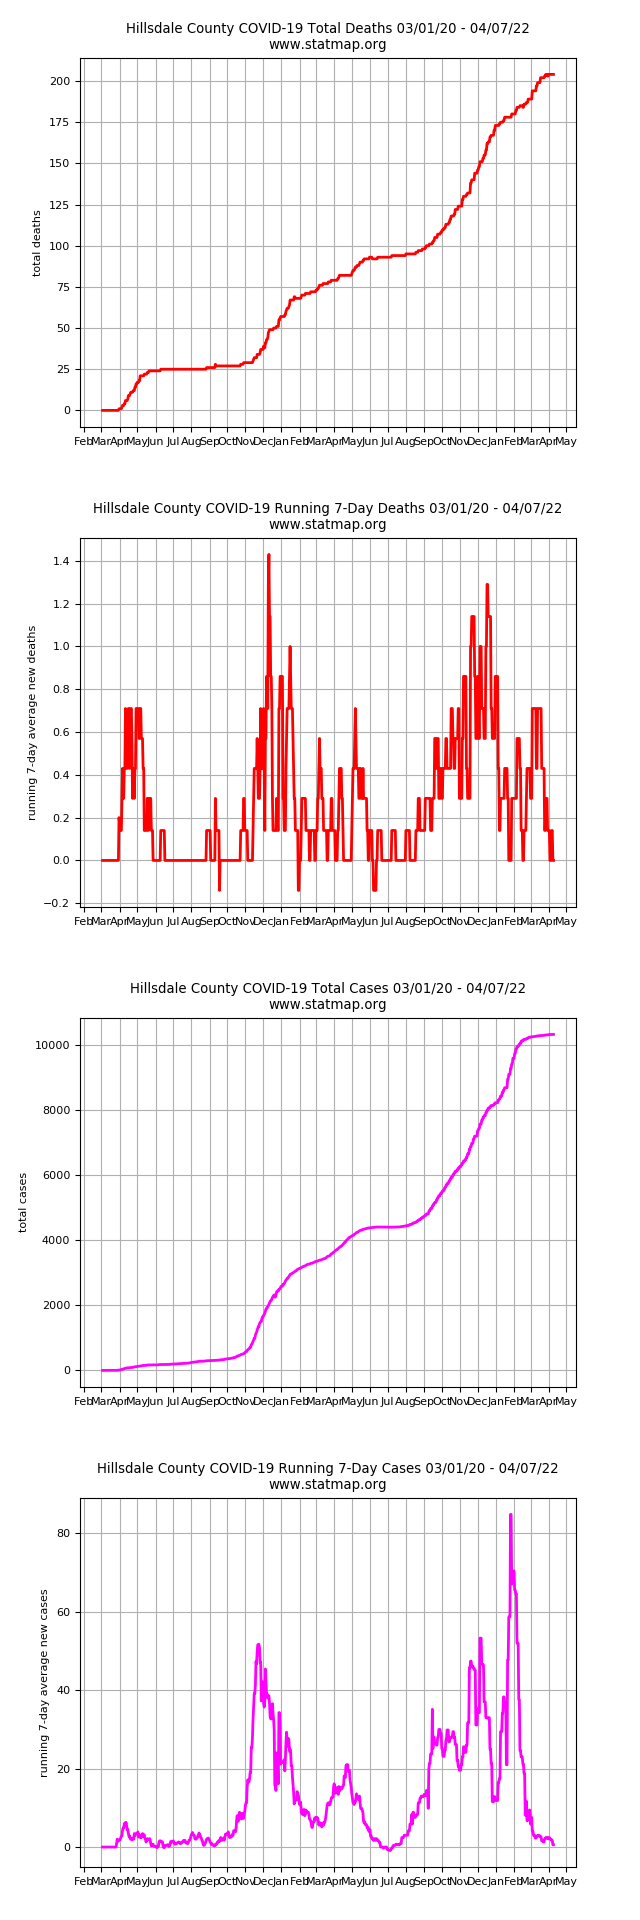 Hillsdale County COVID-19 Total Deaths 03/01/20 - 04/07/22
www.statmap.org
total deaths
200
175
150
125
100
75
50
25
0
Feb Mar Apr May Jun Jul Aug Sep Oct Nov Dec Jan Feb Mar Apr May Jun Jul Aug Sep Oct Nov Dec Jan Feb Mar Apr May
Hillsdale County COVID-19 Running 7-Day Deaths 03/01/20 - 04/07/22
www.statmap.org
running 7-day average new deaths
1.4
1.2
1.0
0.8
0.6
0.4
0.2
0.0
−0.2
Feb Mar Apr May Jun Jul Aug Sep Oct Nov Dec Jan Feb Mar Apr May Jun Jul Aug Sep Oct Nov Dec Jan Feb Mar Apr May
Hillsdale County COVID-19 Total Cases 03/01/20 - 04/07/22
www.statmap.org
total cases
10000
8000
6000
4000
2000
0
Feb Mar Apr May Jun Jul Aug Sep Oct Nov Dec Jan Feb Mar Apr May Jun Jul Aug Sep Oct Nov Dec Jan Feb Mar Apr May
Hillsdale County COVID-19 Running 7-Day Cases 03/01/20 - 04/07/22
www.statmap.org
running 7-day average new cases
80
60
40
20
0
Feb Mar Apr May Jun Jul Aug Sep Oct Nov Dec Jan Feb Mar Apr May Jun Jul Aug Sep Oct Nov Dec Jan Feb Mar Apr May